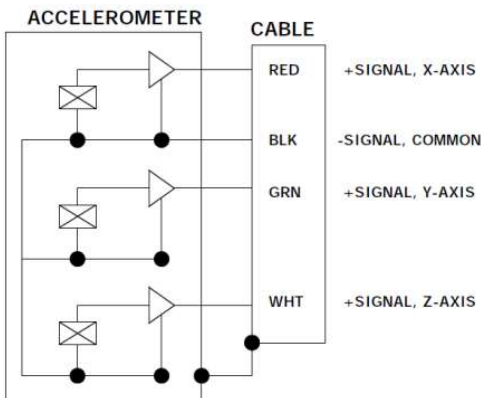 ACCELEROMETER
CABLE
RED +SIGNAL, X-AXIS
BLK -SIGNAL, COMMON
GRN +SIGNAL, Y-AXIS
WHT +SIGNAL, Z-AXIS